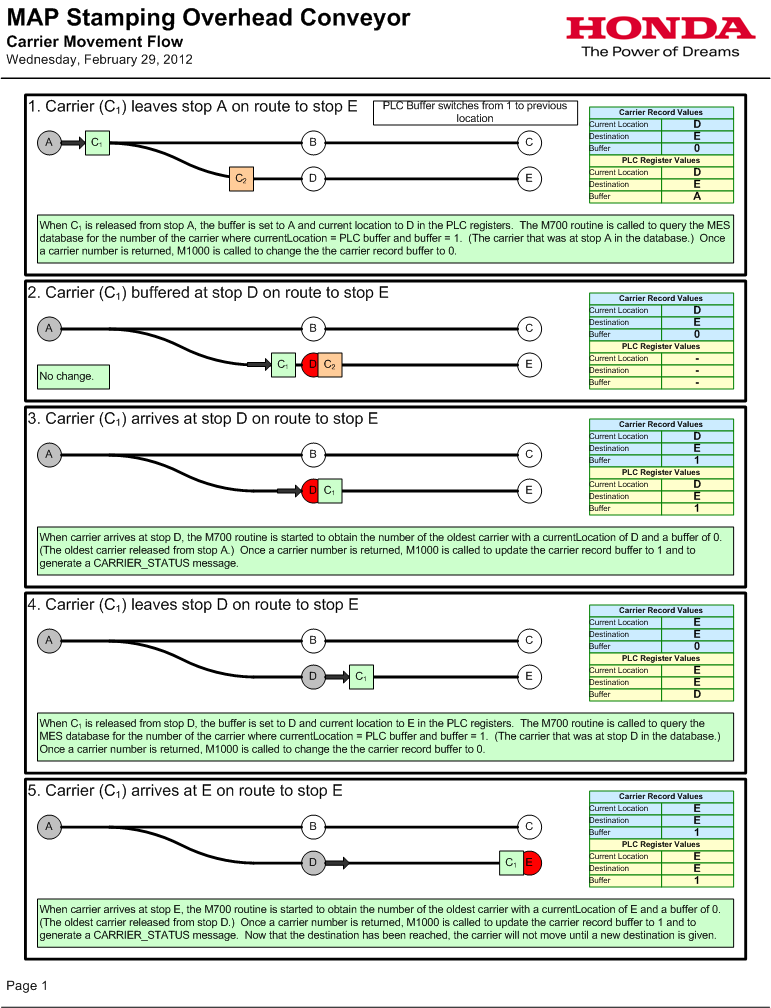 MAP Stamping Overhead Conveyor
Carrier Movement Flow
Wednesday, February 29, 2012
HONDA
The Power of Dreams
1. Carrier (C₁) leaves stop A on route to stop E
PLC Buffer switches from 1 to previous
location
A
C₁
B
C
C₂
D
E
Carrier Record Values
Current Location D
Destination E
Buffer 0
PLC Register Values
Current Location D
Destination E
Buffer A
When C₁ is released from stop A, the buffer is set to A and current location to D in the PLC registers. The M700 routine is called to query the MES
database for the number of the carrier where currentLocation = PLC buffer and buffer = 1. (The carrier that was at stop A in the database.) Once
a carrier number is returned, M1000 is called to change the the carrier record buffer to 0.
2. Carrier (C₁) buffered at stop D on route to stop E
A
B
C
C₁
D
C₂
E
No change.
Carrier Record Values
Current Location D
Destination E
Buffer 0
PLC Register Values
Current Location -
Destination -
Buffer -
3. Carrier (C₁) arrives at stop D on route to stop E
A
B
C
D
C₁
E
Carrier Record Values
Current Location D
Destination E
Buffer 1
PLC Register Values
Current Location D
Destination E
Buffer 1
When carrier arrives at stop D, the M700 routine is started to obtain the number of the oldest carrier with a currentLocation of D and a buffer of 0.
(The oldest carrier released from stop A.) Once a carrier number is returned, M1000 is called to update the carrier record buffer to 1 and to
generate a CARRIER_STATUS message.
4. Carrier (C₁) leaves stop D on route to stop E
A
B
C
D
C₁
E
Carrier Record Values
Current Location E
Destination E
Buffer 0
PLC Register Values
Current Location E
Destination E
Buffer D
When C₁ is released from stop D, the buffer is set to D and current location to E in the PLC registers. The M700 routine is called to query the
MES database for the number of the carrier where currentLocation = PLC buffer and buffer = 1. (The carrier that was at stop D in the database.)
Once a carrier number is returned, M1000 is called to change the the carrier record buffer to 0.
5. Carrier (C₁) arrives at E on route to stop E
A
B
C
D
C₁
E
Carrier Record Values
Current Location E
Destination E
Buffer 1
PLC Register Values
Current Location E
Destination E
Buffer 1
When carrier arrives at stop E, the M700 routine is started to obtain the number of the oldest carrier with a currentLocation of E and a buffer of 0.
(The oldest carrier released from stop D.) Once a carrier number is returned, M1000 is called to update the carrier record buffer to 1 and to
generate a CARRIER_STATUS message. Now that the destination has been reached, the carrier will not move until a new destination is given.
Page 1